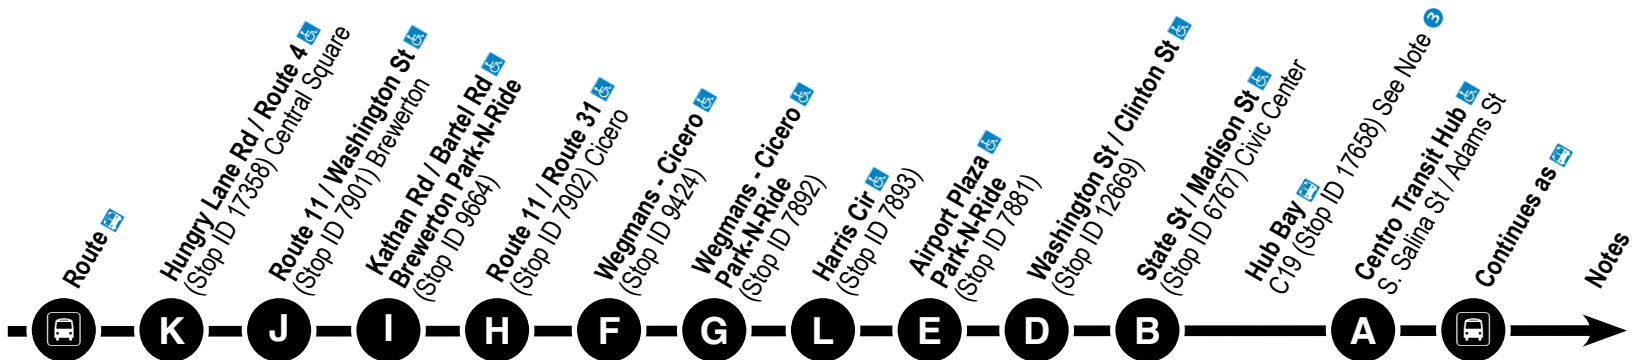 Route
Hungry Lane Rd / Route 4
(Stop ID 17358) Central Square
Route 11 / Washington St
(Stop ID 7901) Brewerton
Kathan Rd / Bartel Rd
Brewerton Park-N-Ride
(Stop ID 9664)
Route 11 / Route 31
(Stop ID 7902) Cicero
Wegmans - Cicero
(Stop ID 9424)
Wegmans - Cicero
Park-N-Ride
(Stop ID 7892)
Harris Cir
(Stop ID 7893)
Airport Plaza
Park-N-Ride
(Stop ID 7881)
Washington St / Clinton St
(Stop ID 12669)
State St / Madison St
(Stop ID 6767) Civic Center
Hub Bay
C19 (Stop ID 17658) See Note 3
Centro Transit Hub
S. Salina St / Adams St
Continues as
Notes
K J I H F G L E D B A